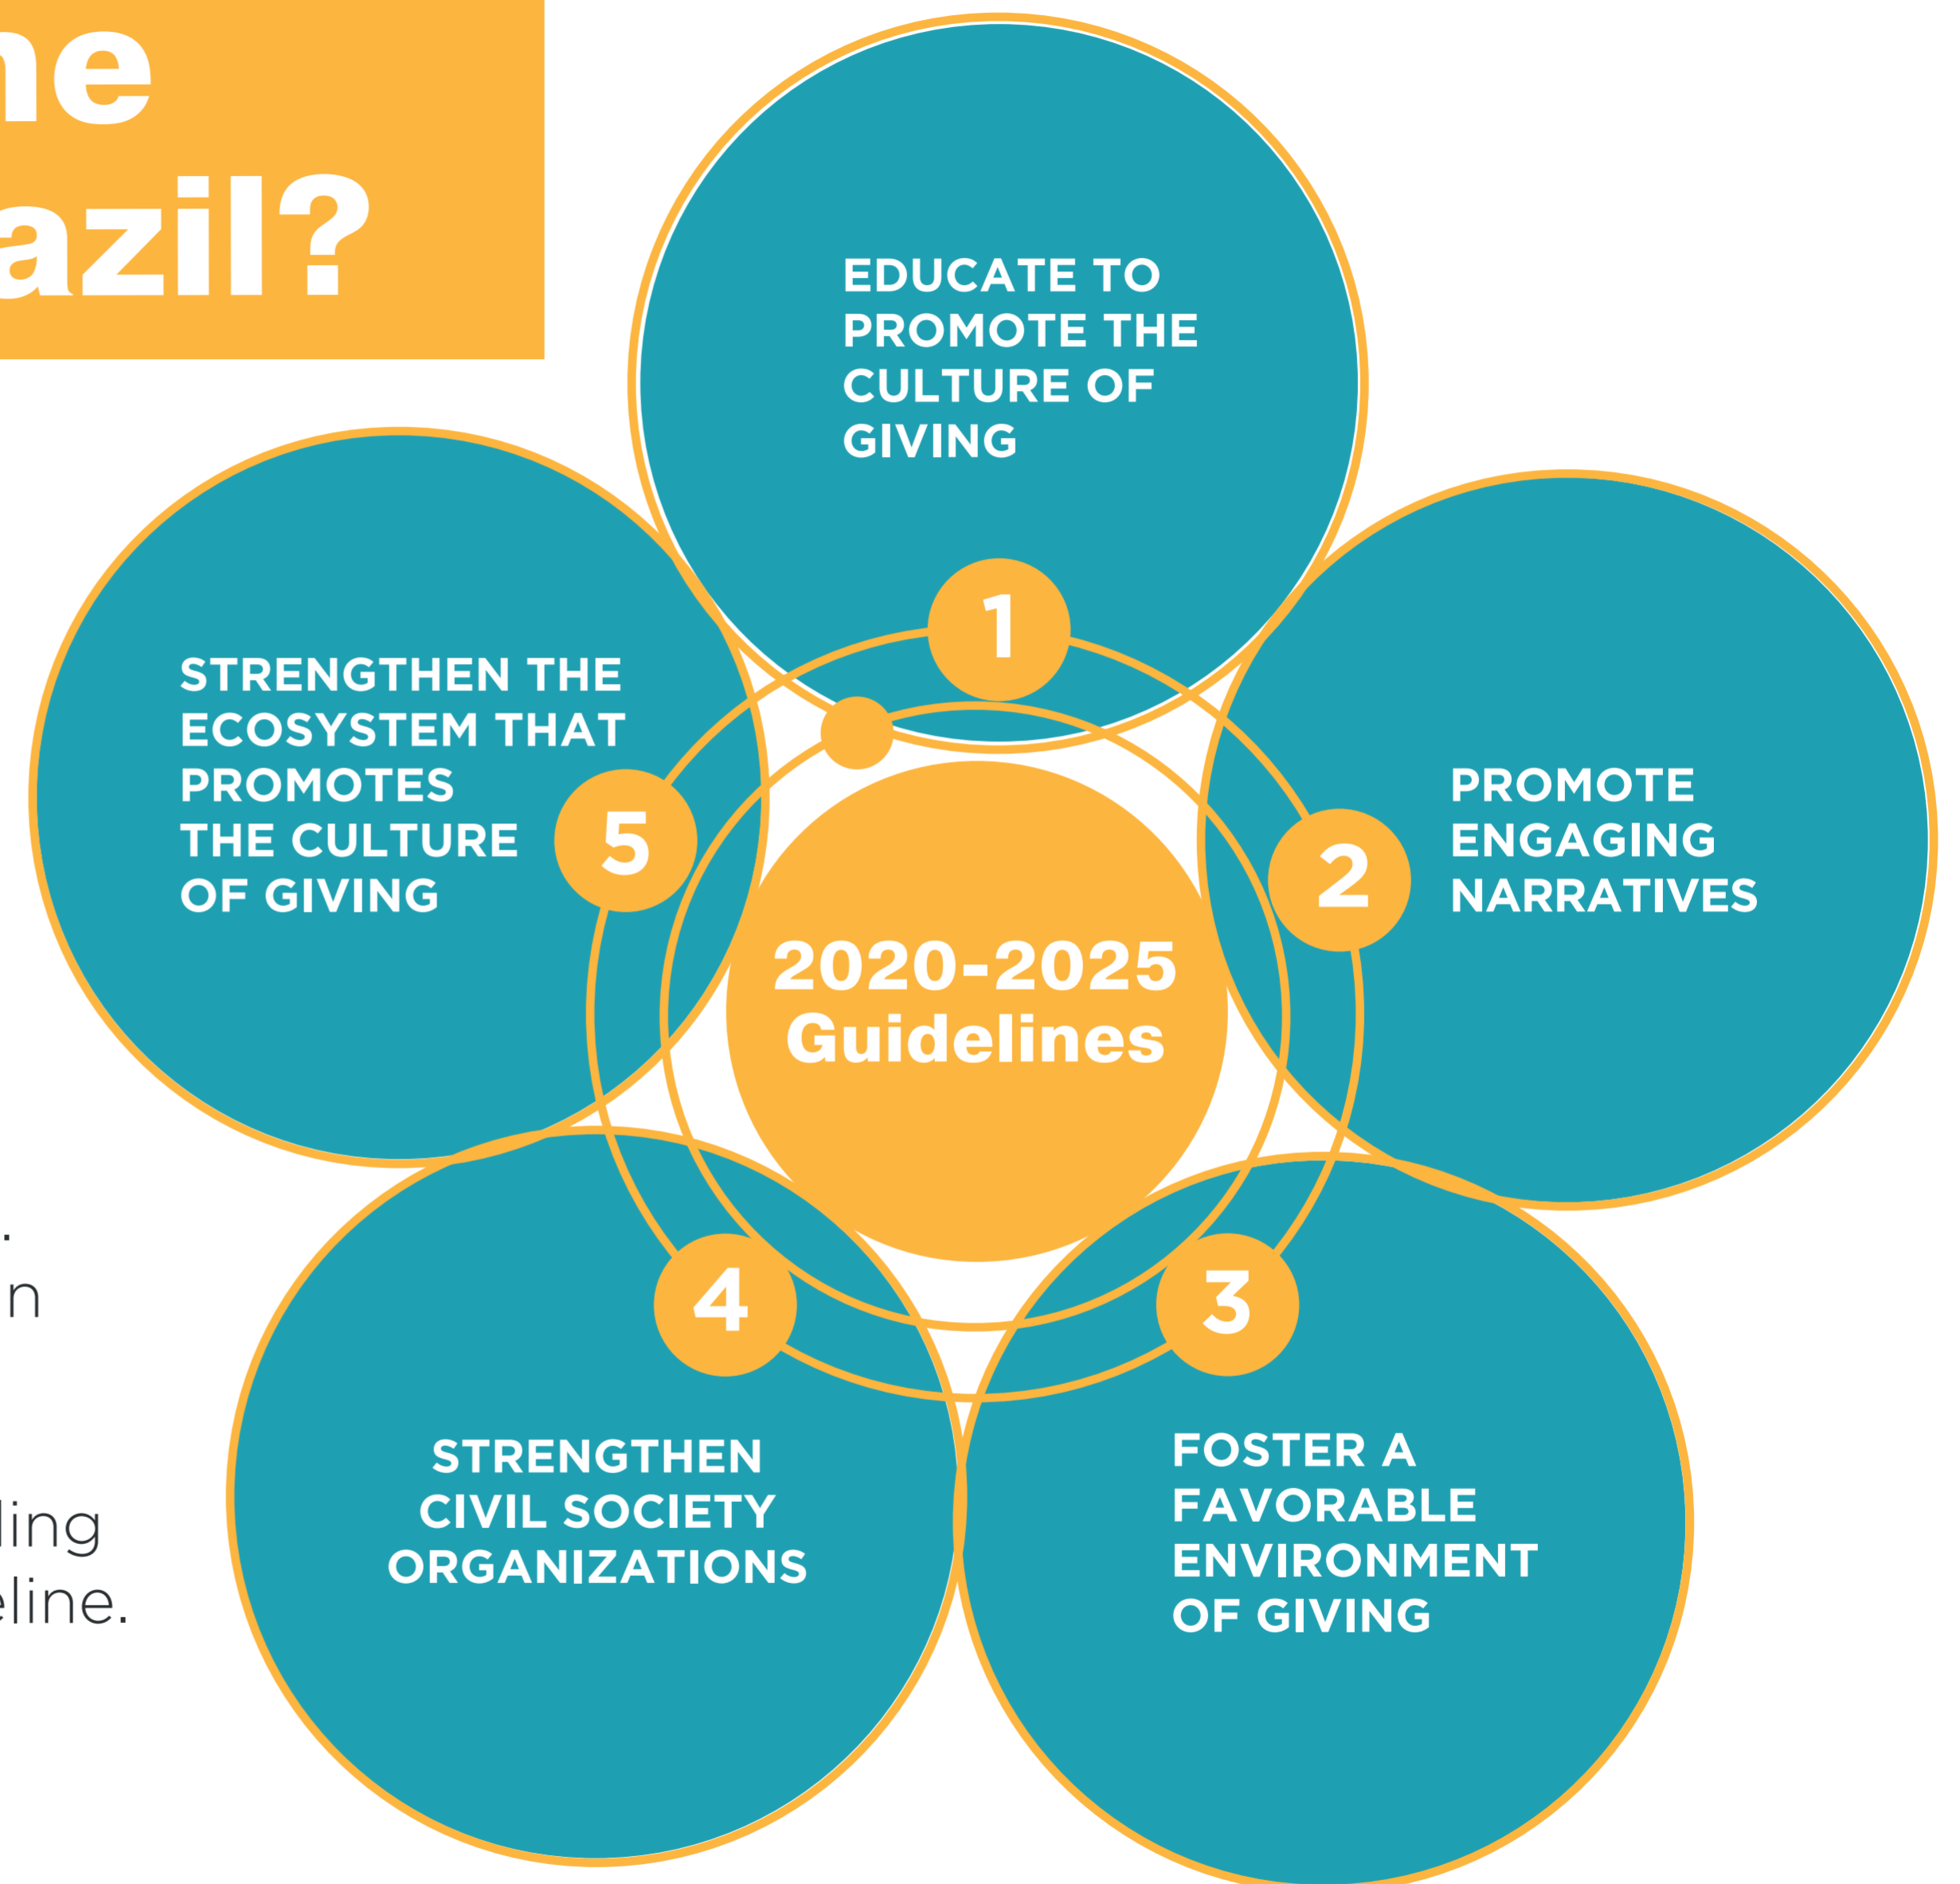 azil?
EDUCATE TO
PROMOTE THE
CULTURE OF
GIVING
1
PROMOTE
ENGAGING
NARRATIVES
2
FOSTER A
FAVORABLE
ENVIRONMENT
OF GIVING
3
STRENGTHEN
CIVIL SOCIETY
ORGANIZATIONS
4
STRENGTHEN THE
ECOSYSTEM THAT
PROMOTES
THE CULTURE
OF GIVING
5
2020-2025
Guidelines
n
ling
eline.